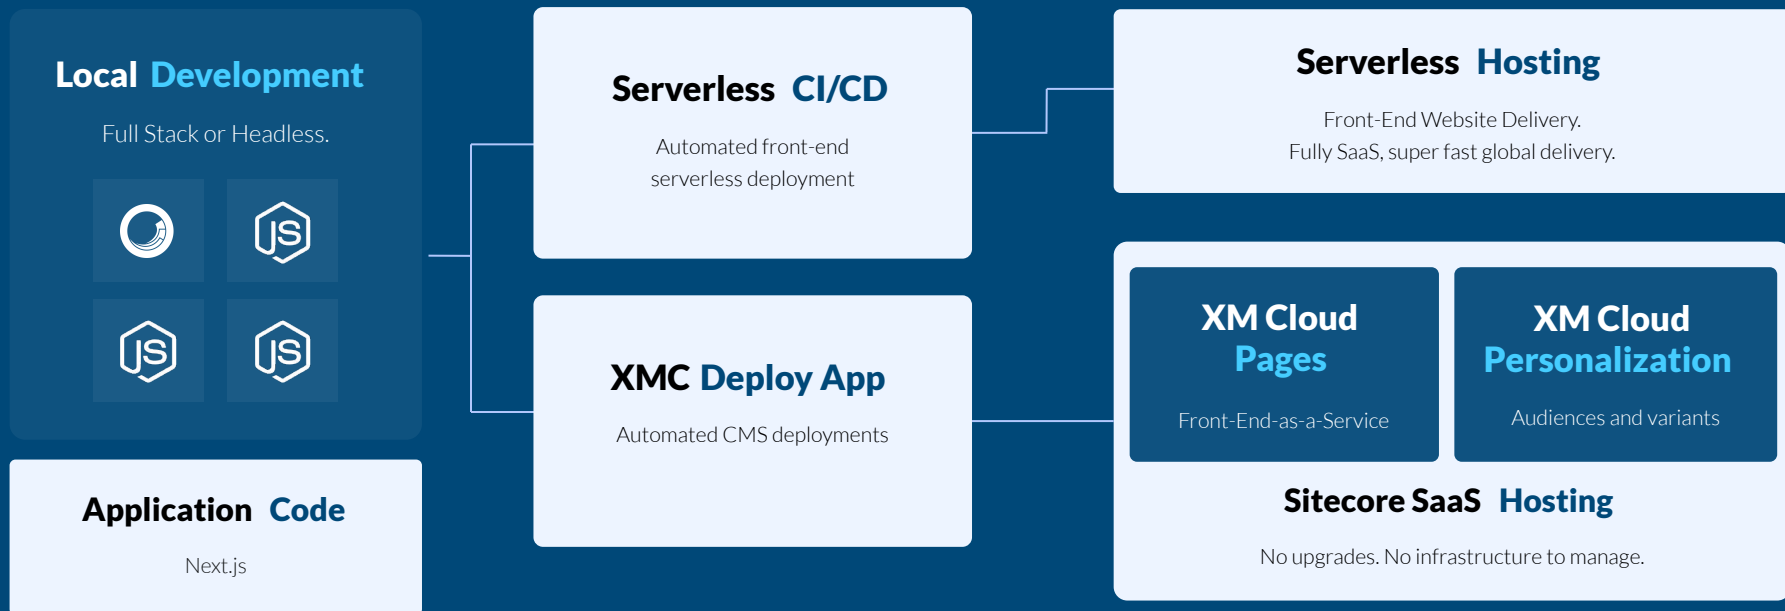 Local Development
Full Stack or Headless.
JS
JS
JS
Application Code
Next.js
Serverless CI/CD
Automated front-end
serverless deployment
XMC Deploy App
Automated CMS deployments
Serverless Hosting
Front-End Website Delivery.
Fully SaaS, super fast global delivery.
XM Cloud
Pages
Front-End-as-a-Service
XM Cloud
Personalization
Audiences and variants
Sitecore SaaS Hosting
No upgrades. No infrastructure to manage.